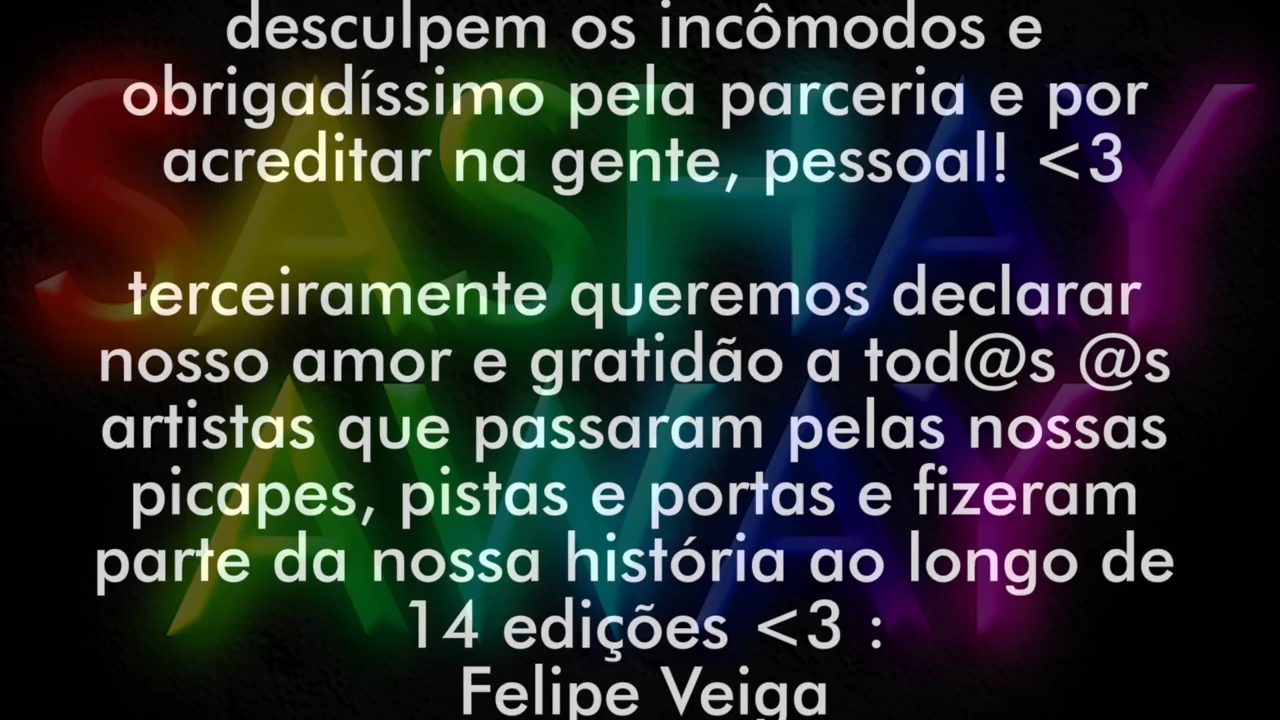 desculpem os incômodos e
obrigadíssimo pela parceria e por
acreditar na gente, pessoal! <3
terceiramente queremos declarar
nosso amor e gratidão a tod@s @s
artistas que passaram pelas nossas
picapes, pistas e portas e fizeram
parte da nossa história ao longo de
14 edições <3 :
Felipe Veiga
SASHAY
AWAY